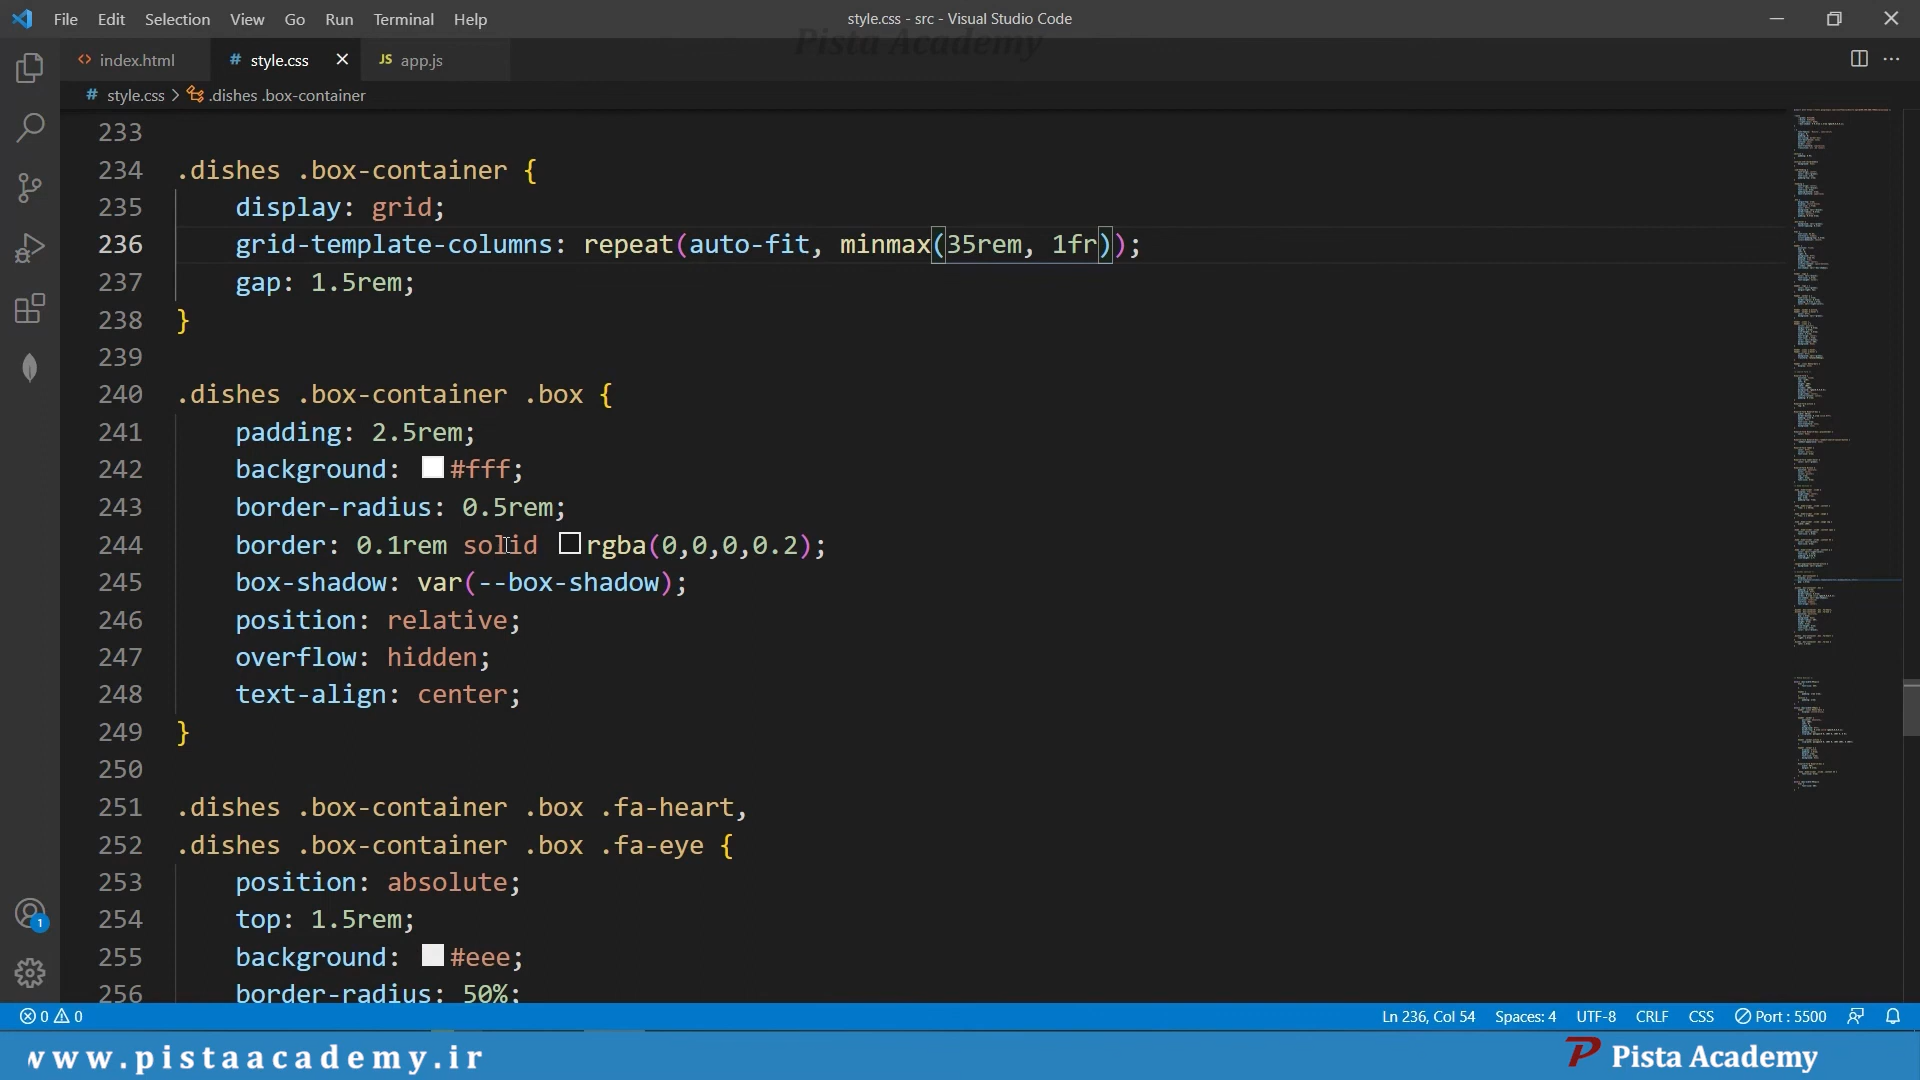 File Edit Selection View Go Run Terminal Help
style.css - src - Visual Studio Code
Pista Academy
index.html
# style.css
JS app.js
# style.css > .dishes .box-container
233
234 .dishes .box-container {
235 display: grid;
236 grid-template-columns: repeat(auto-fit, minmax(35rem, 1fr));
237 gap: 1.5rem;
238 }
239
240 .dishes .box-container .box {
241 padding: 2.5rem;
242 background: #fff;
243 border-radius: 0.5rem;
244 border: 0.1rem solid rgba(0,0,0,0.2);
245 box-shadow: var(--box-shadow);
246 position: relative;
247 overflow: hidden;
248 text-align: center;
249 }
250
251 .dishes .box-container .box .fa-heart,
252 .dishes .box-container .box .fa-eye {
253 position: absolute;
254 top: 1.5rem;
255 background: #eee;
256 border-radius: 50%;
1
0 0
Ln 236, Col 54 Spaces: 4 UTF-8 CRLF CSS Port : 5500
www.pistaacademy.ir
Pista Academy